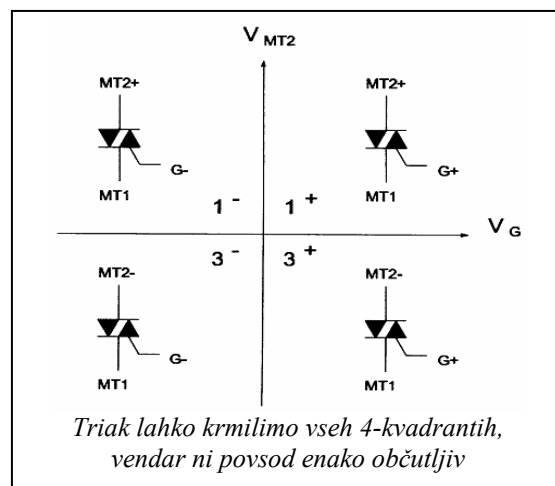 V MT2
MT2+
MT2+
G-
G+
MT1
MT1
1 -
1 +
V G
3 -
3 +
MT2-
MT2-
G-
G+
MT1
MT1
Triak lahko krmilimo vseh 4-kvadrantih,
vendar ni povsod enako občutljiv